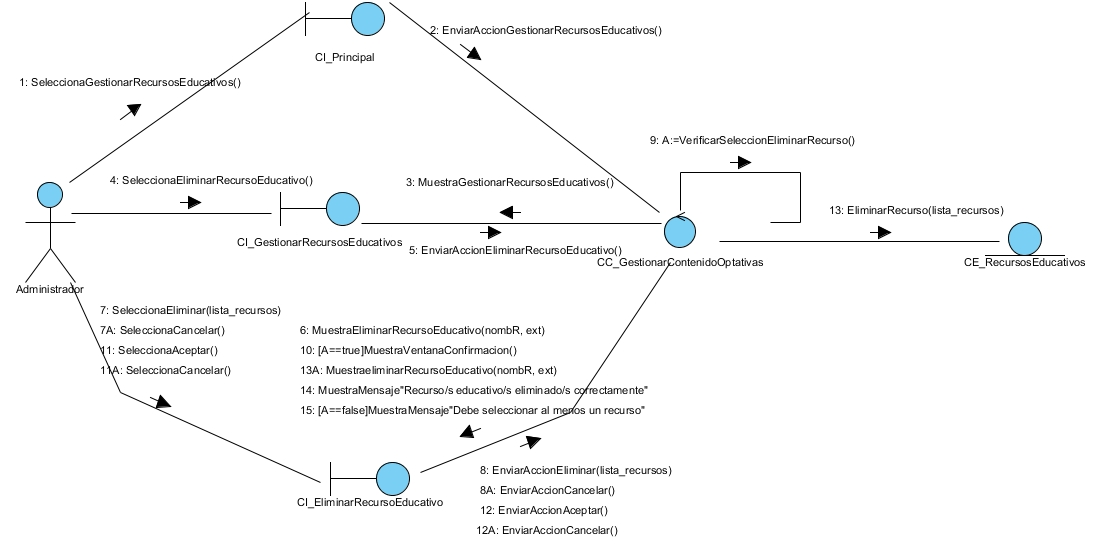 2: EnviarAccionGestionarRecursosEducativos()
CI_Principal
1: SeleccionaGestionarRecursosEducativos()
9: A:=VerificarSeleccionEliminarRecurso()
4: SeleccionaEliminarRecursoEducativo()
3: MuestraGestionarRecursosEducativos()
13: EliminarRecurso(lista_recursos)
CI_GestionarRecursosEducativos
5: EnviarAccionEliminarRecursoEducativo()
CC_GestionarContenidoOptativas
CE_RecursosEducativos
Administrador
7: SeleccionaEliminar(lista_recursos)
7A: SeleccionaCancelar()
11: SeleccionaAceptar()
11A: SeleccionaCancelar()
6: MuestraEliminarRecursoEducativo(nombR, ext)
10: [A==true]MuestraVentanaConfirmacion()
13A: MuestraeliminarRecursoEducativo(nombR, ext)
14: MuestraMensaje"Recurso/s educativo/s eliminado/s correctamente"
15: [A==false]MuestraMensaje"Debe seleccionar al menos un recurso"
CI_EliminarRecursoEducativo
8: EnviarAccionEliminar(lista_recursos)
8A: EnviarAccionCancelar()
12: EnviarAccionAceptar()
12A: EnviarAccionCancelar()